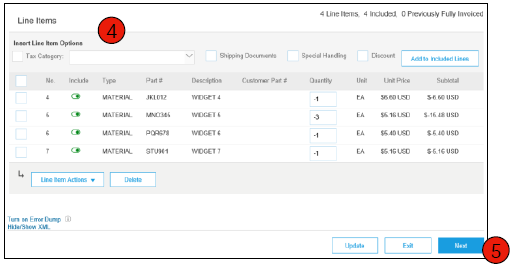 Line Items
4 Line Items, 4 Included, 0 Previously Fully Invoiced
4
Insert Line Item Options
Tax Category: Shipping Documents Special Handling Discount Add to Included Lines
No. Include Type Part # Description Customer Part # Quantity Unit Unit Price Subtotal
4 MATERIAL JKL012 WIDGET 4 -1 EA $6.60 USD $-6.60 USD
5 MATERIAL MNO345 WIDGET 5 -3 EA $5.16 USD $-15.48 USD
6 MATERIAL PQR678 WIDGET 6 -1 EA $5.40 USD $-5.40 USD
7 MATERIAL STU901 WIDGET 7 -1 EA $5.16 USD $-5.16 USD
Line Item Actions Delete
Turn on Error Dump
Hide/Show XML
Update Exit Next
5